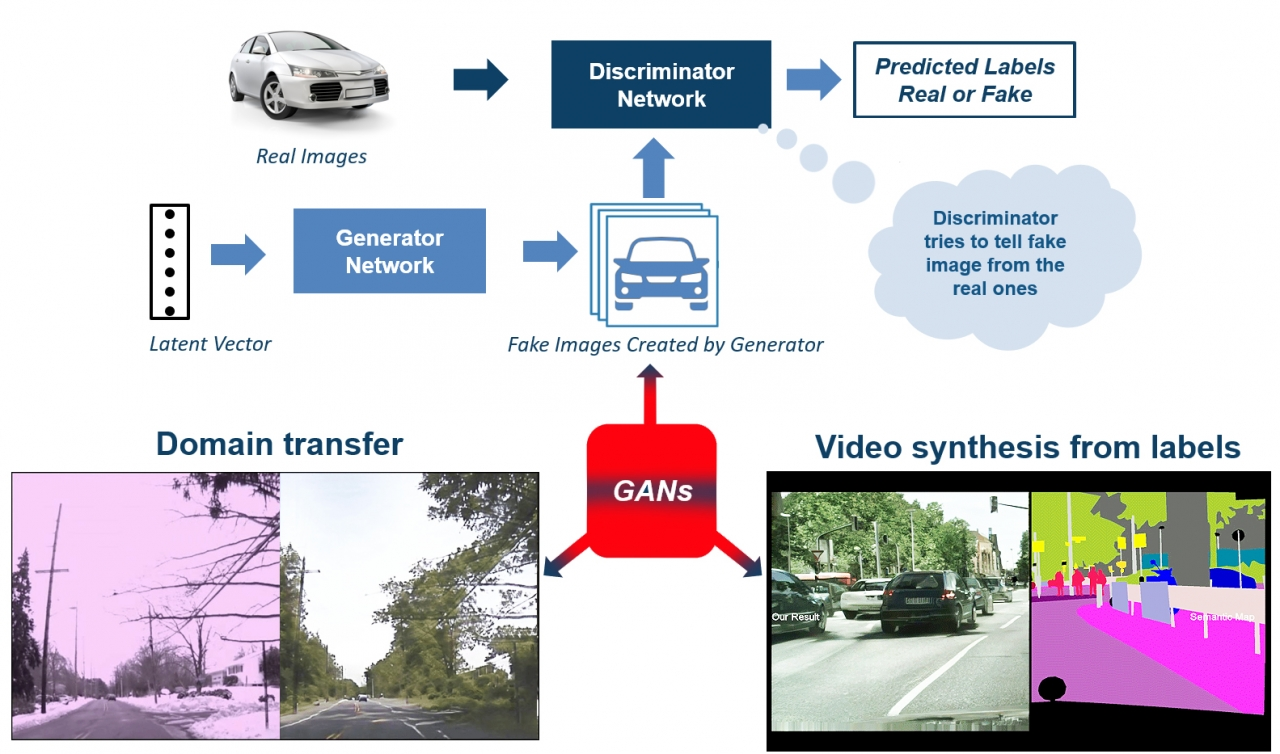 Discriminator
Network
Predicted Labels
Real or Fake
Real Images
Discriminator
tries to tell fake
image from the
real ones
Generator
Network
Latent Vector
Fake Images Created by Generator
Domain transfer
GANs
Video synthesis from labels
Our Result
Semantic Map